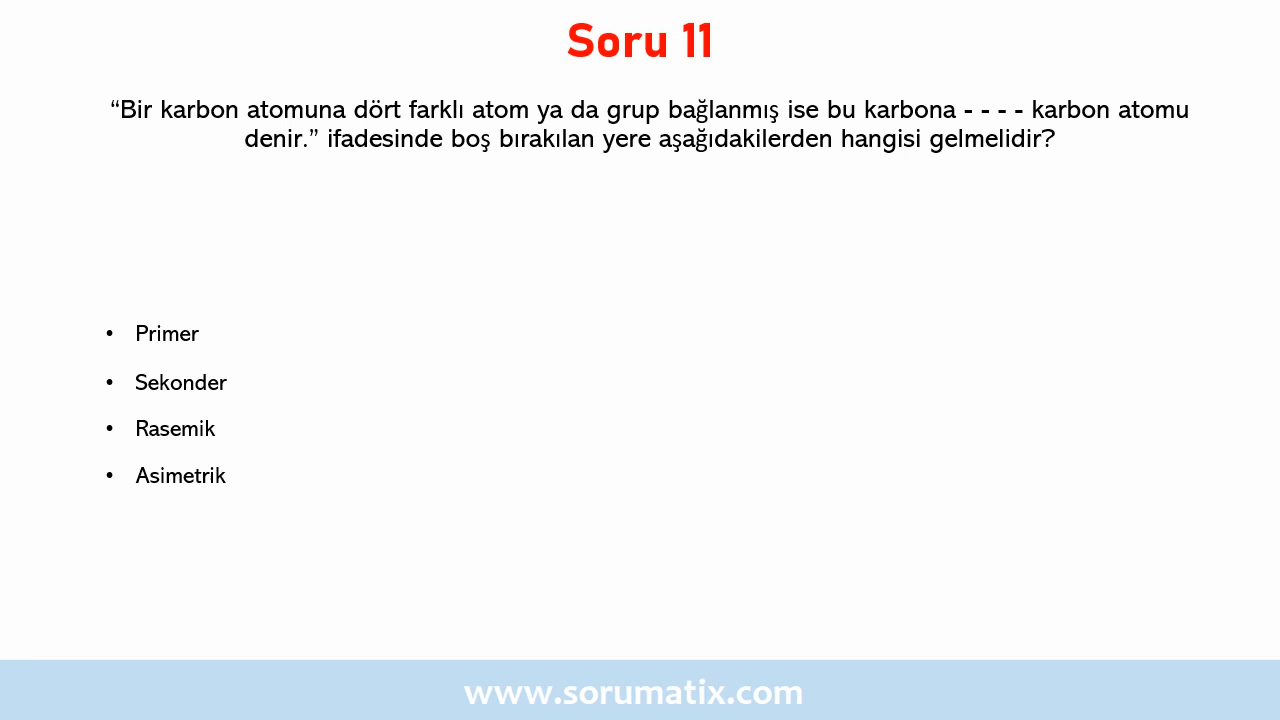 Soru 11
“Bir karbon atomuna dört farklı atom ya da grup bağlanmış ise bu karbona - - - - karbon atomu
denir.” ifadesinde boş bırakılan yere aşağıdakilerden hangisi gelmelidir?
• Primer
• Sekonder
• Rasemik
• Asimetrik
www.sorumatix.com